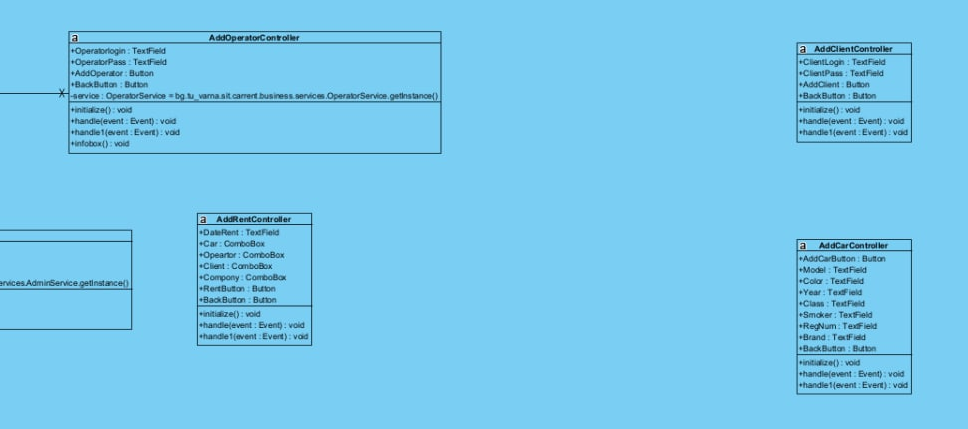 a AddOperatorController
+Operatorlogin : TextField
+OperatorPass : TextField
+AddOperator : Button
+BackButton : Button
-service : OperatorService = bg.tu_varna.sit.carrent.business.services.OperatorService.getInstance()
+initialize() : void
+handle(event : Event) : void
+handle1(event : Event) : void
+infobox() : void
a AddClientController
+ClientLogin : TextField
+ClientPass : TextField
+AddClient : Button
+BackButton : Button
+initialize() : void
+handle(event : Event) : void
+handle1(event : Event) : void
ervices.AdminService.getInstance()
a AddRentController
+DateRent : TextField
+Car : ComboBox
+Opeartor : ComboBox
+Client : ComboBox
+Compony : ComboBox
+RentButton : Button
+BackButton : Button
+initialize() : void
+handle(event : Event) : void
+handle1(event : Event) : void
a AddCarController
+AddCarButton : Button
+Model : TextField
+Color : TextField
+Year : TextField
+Class : TextField
+Smoker : TextField
+RegNum : TextField
+Brand : TextField
+BackButton : Button
+initialize() : void
+handle(event : Event) : void
+handle1(event : Event) : void